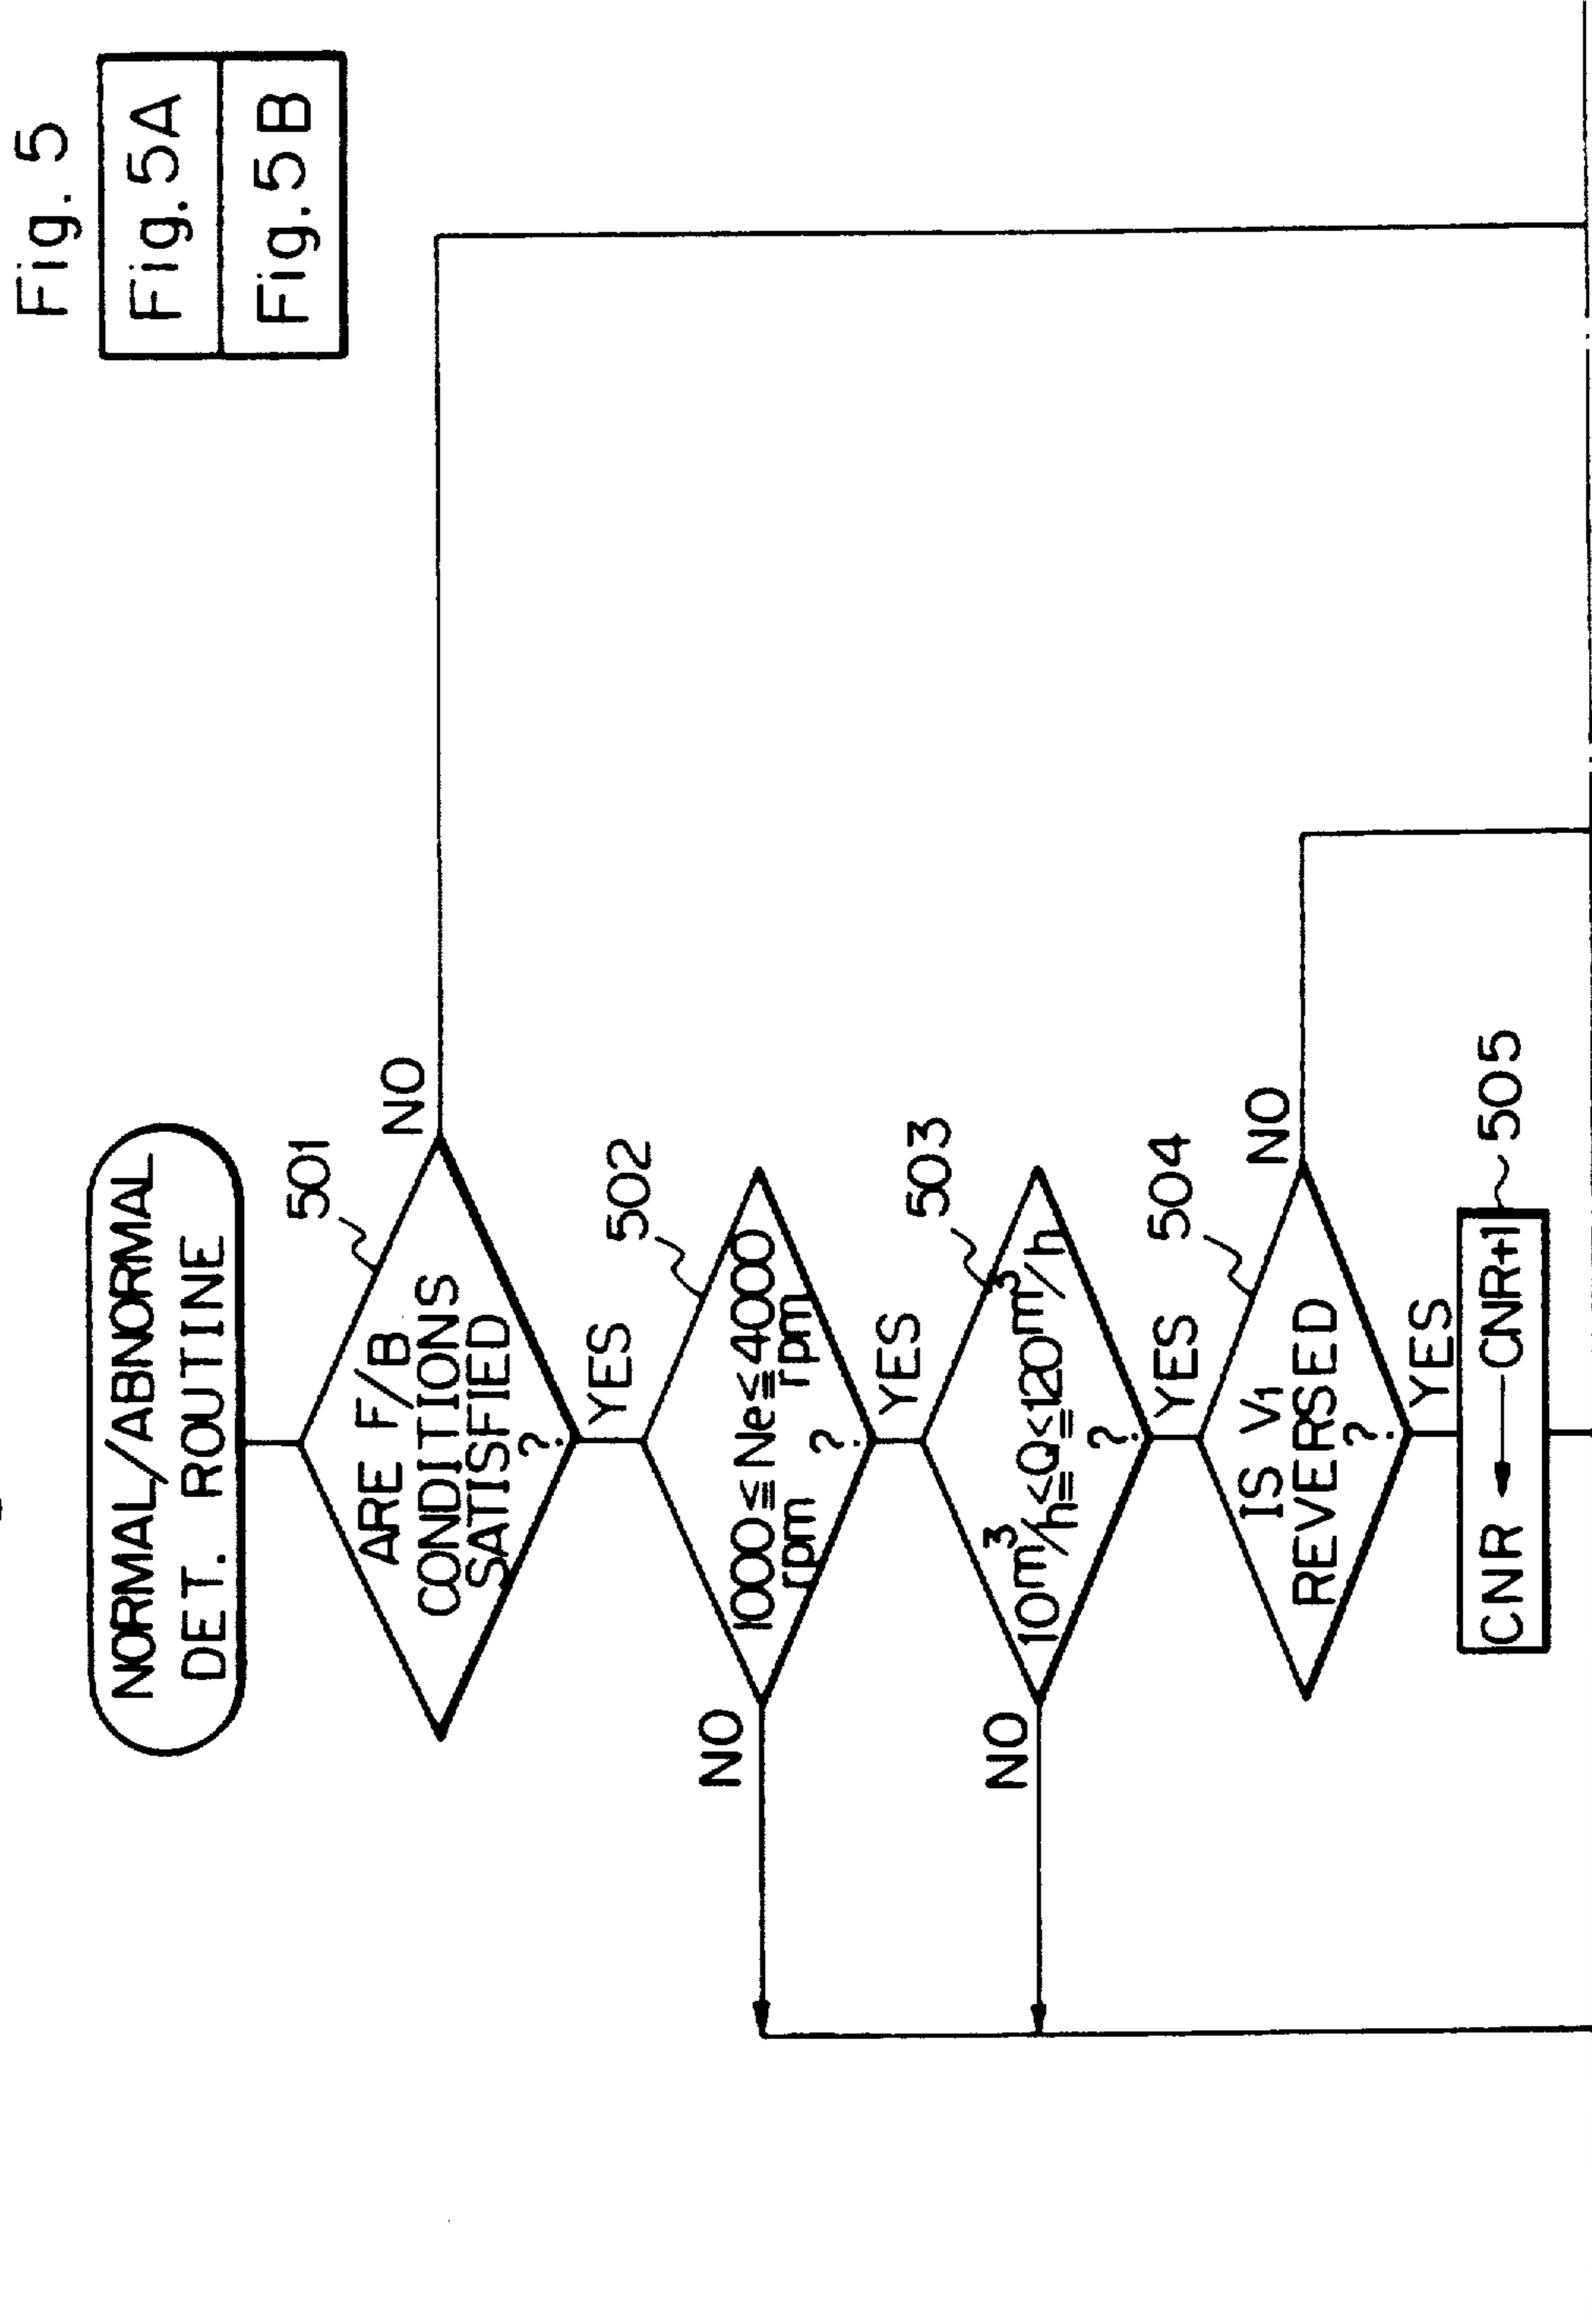 Fig. 5
Fig. 5A
Fig. 5B
NORMAL/ABNORMAL
DET. ROUTINE
501
ARE F/B
CONDITIONS
SATISFIED
?
NO
YES
502
1000 ≦ Ne ≦ 4000
rpm rpm
?
NO
YES
503
10m³/h ≦ Q ≦ 120m³/h
?
NO
YES
504
IS V₁
REVERSED
?
NO
YES
CNR ← CNR+1
505